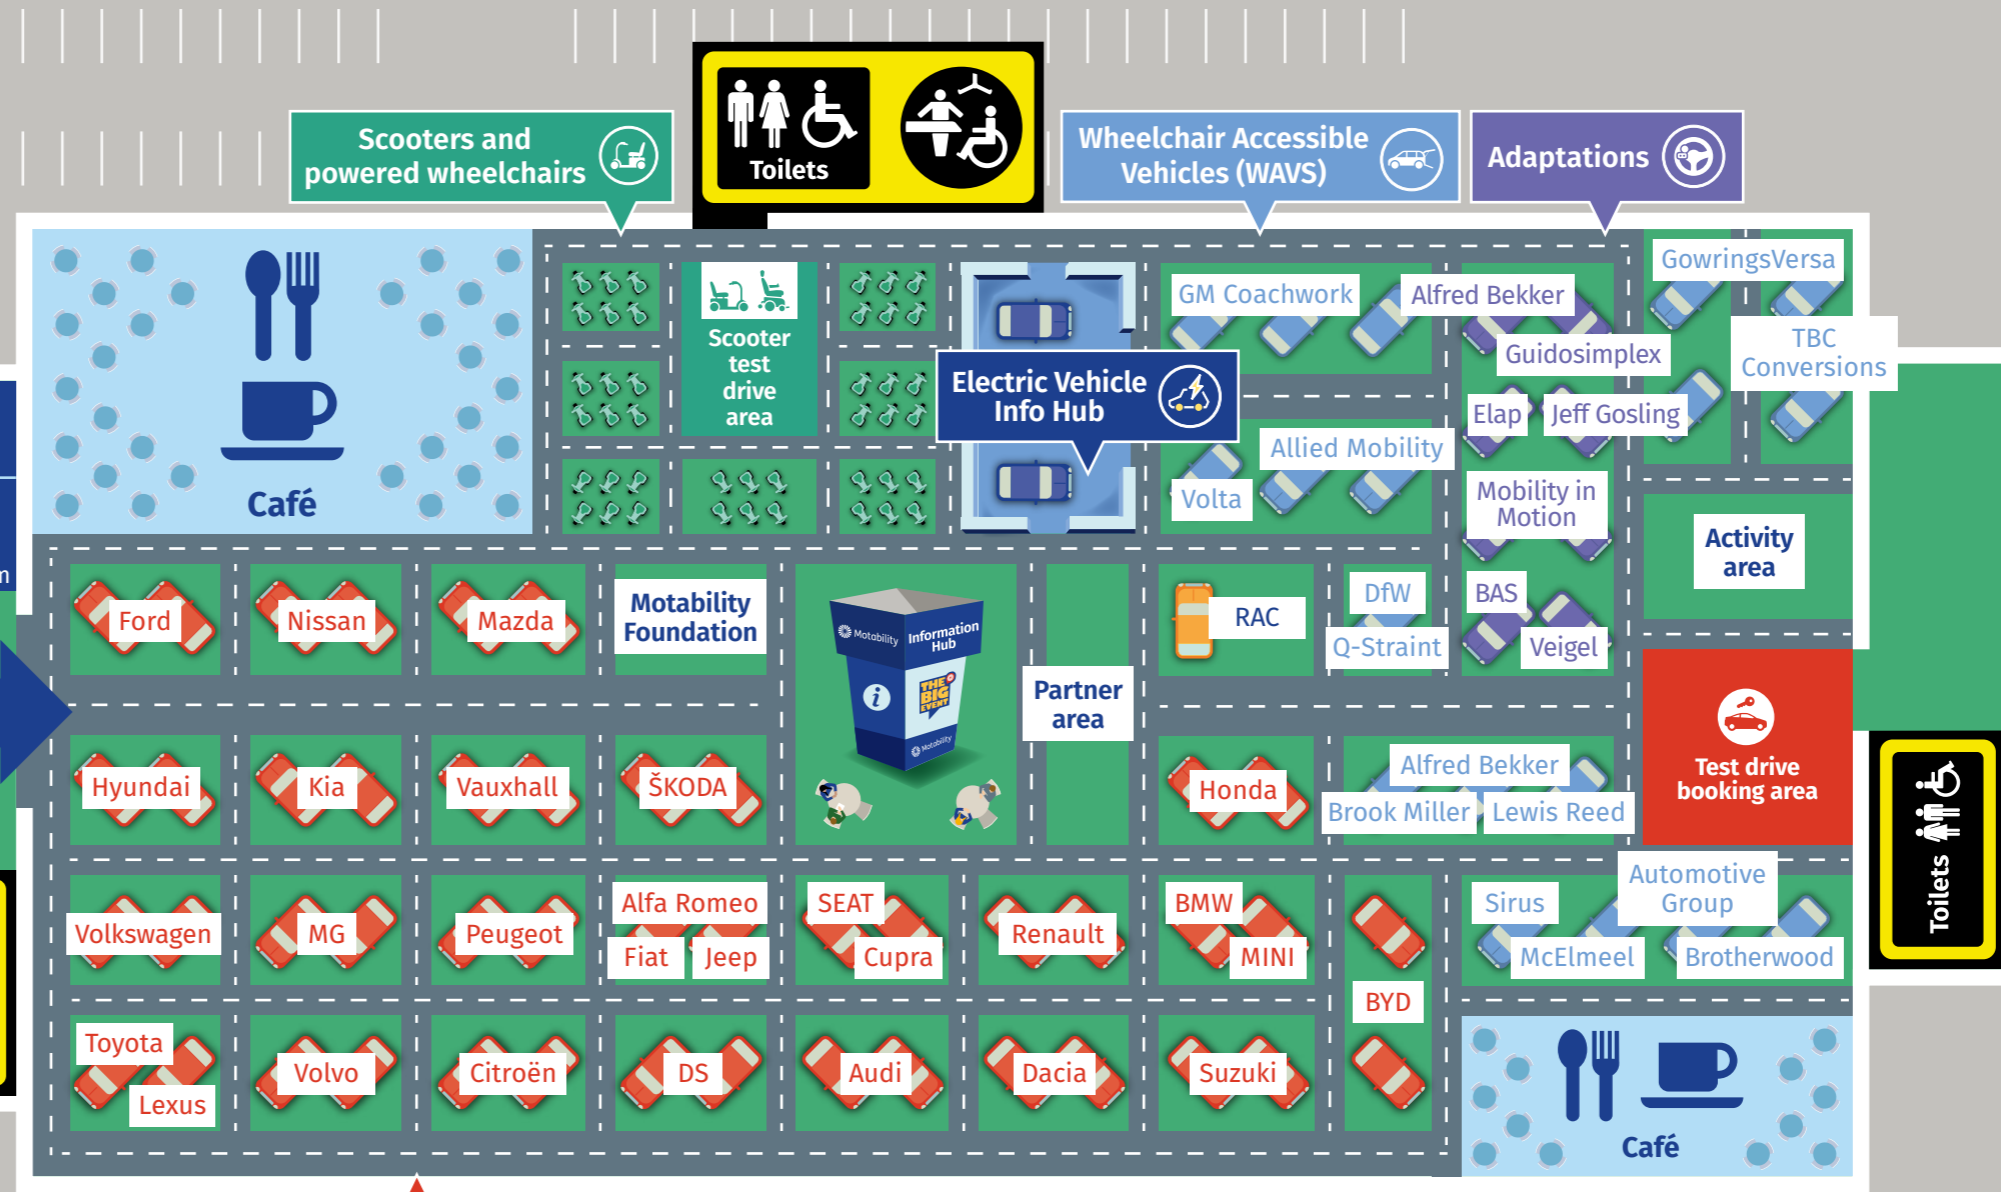 Toilets
Scooters and
powered wheelchairs
Wheelchair Accessible
Vehicles (WAVS)
Adaptations
Café
Scooter
test
drive
area
Electric Vehicle
Info Hub
GM Coachwork
Alfred Bekker
Guidosimplex
GowringsVersa
TBC
Conversions
Elap
Jeff Gosling
Allied Mobility
Volta
Mobility in
Motion
Activity
area
m
Ford
Nissan
Mazda
Motability
Foundation
Motability
Information
Hub
i
THE
BIG
EVENT
Motability
Partner
area
RAC
DfW
Q-Straint
BAS
Veigel
Test drive
booking area
Hyundai
Kia
Vauxhall
ŠKODA
Honda
Alfred Bekker
Brook Miller
Lewis Reed
Toilets
Volkswagen
MG
Peugeot
Alfa Romeo
Fiat
Jeep
SEAT
Cupra
Renault
BMW
MINI
BYD
Sirus
Automotive
Group
McElmeel
Brotherwood
Toyota
Lexus
Volvo
Citroën
DS
Audi
Dacia
Suzuki
Café